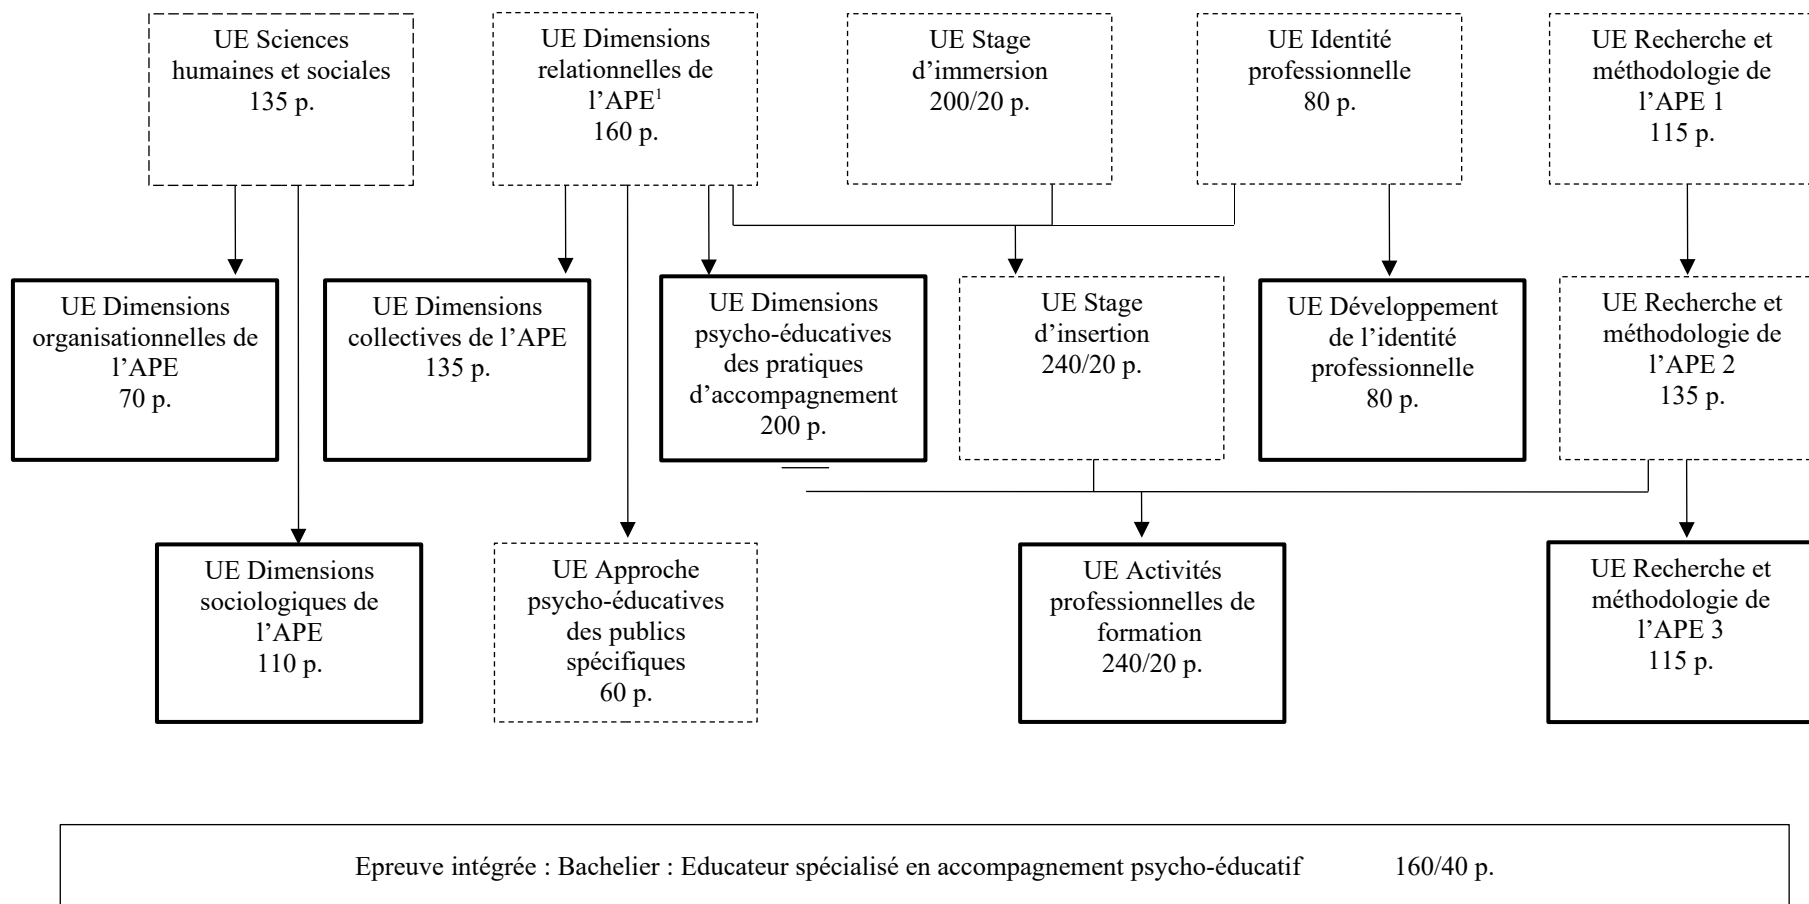 UE Sciences
humaines et sociales
135 p.
UE Dimensions
relationnelles de
l’APE¹
160 p.
UE Stage
d’immersion
200/20 p.
UE Identité
professionnelle
80 p.
UE Recherche et
méthodologie de
l’APE 1
115 p.
UE Dimensions
organisationnelles de
l’APE
70 p.
UE Dimensions
collectives de l’APE
135 p.
UE Dimensions
psycho-éducatives
des pratiques
d’accompagnement
200 p.
UE Stage
d’insertion
240/20 p.
UE Développement
de l’identité
professionnelle
80 p.
UE Recherche et
méthodologie de
l’APE 2
135 p.
UE Dimensions
sociologiques de
l’APE
110 p.
UE Approche
psycho-éducatives
des publics
spécifiques
60 p.
UE Activités
professionnelles de
formation
240/20 p.
UE Recherche et
méthodologie de
l’APE 3
115 p.
Epreuve intégrée : Bachelier : Educateur spécialisé en accompagnement psycho-éducatif 160/40 p.